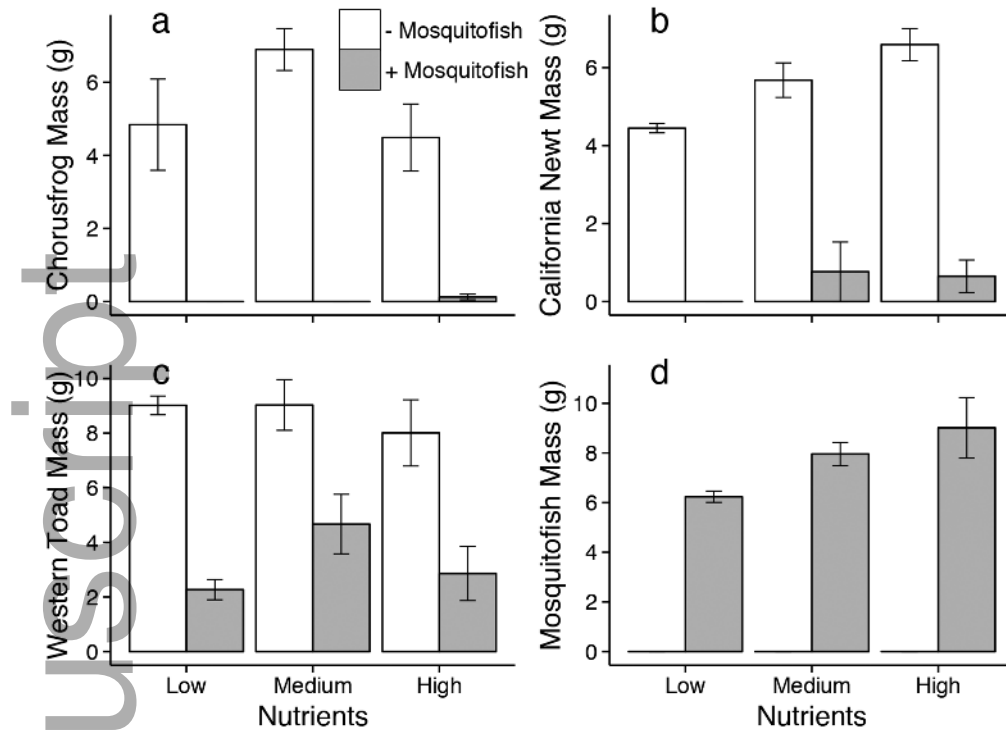 a
- Mosquitofish
+ Mosquitofish
Chorusfrog Mass (g)
6
4
2
0
b
California Newt Mass (g)
6
4
2
0
c
Western Toad Mass (g)
10
8
6
4
2
0
Low Medium High
Nutrients
d
Mosquitofish Mass (g)
10
8
6
4
2
0
Low Medium High
Nutrients
uscript